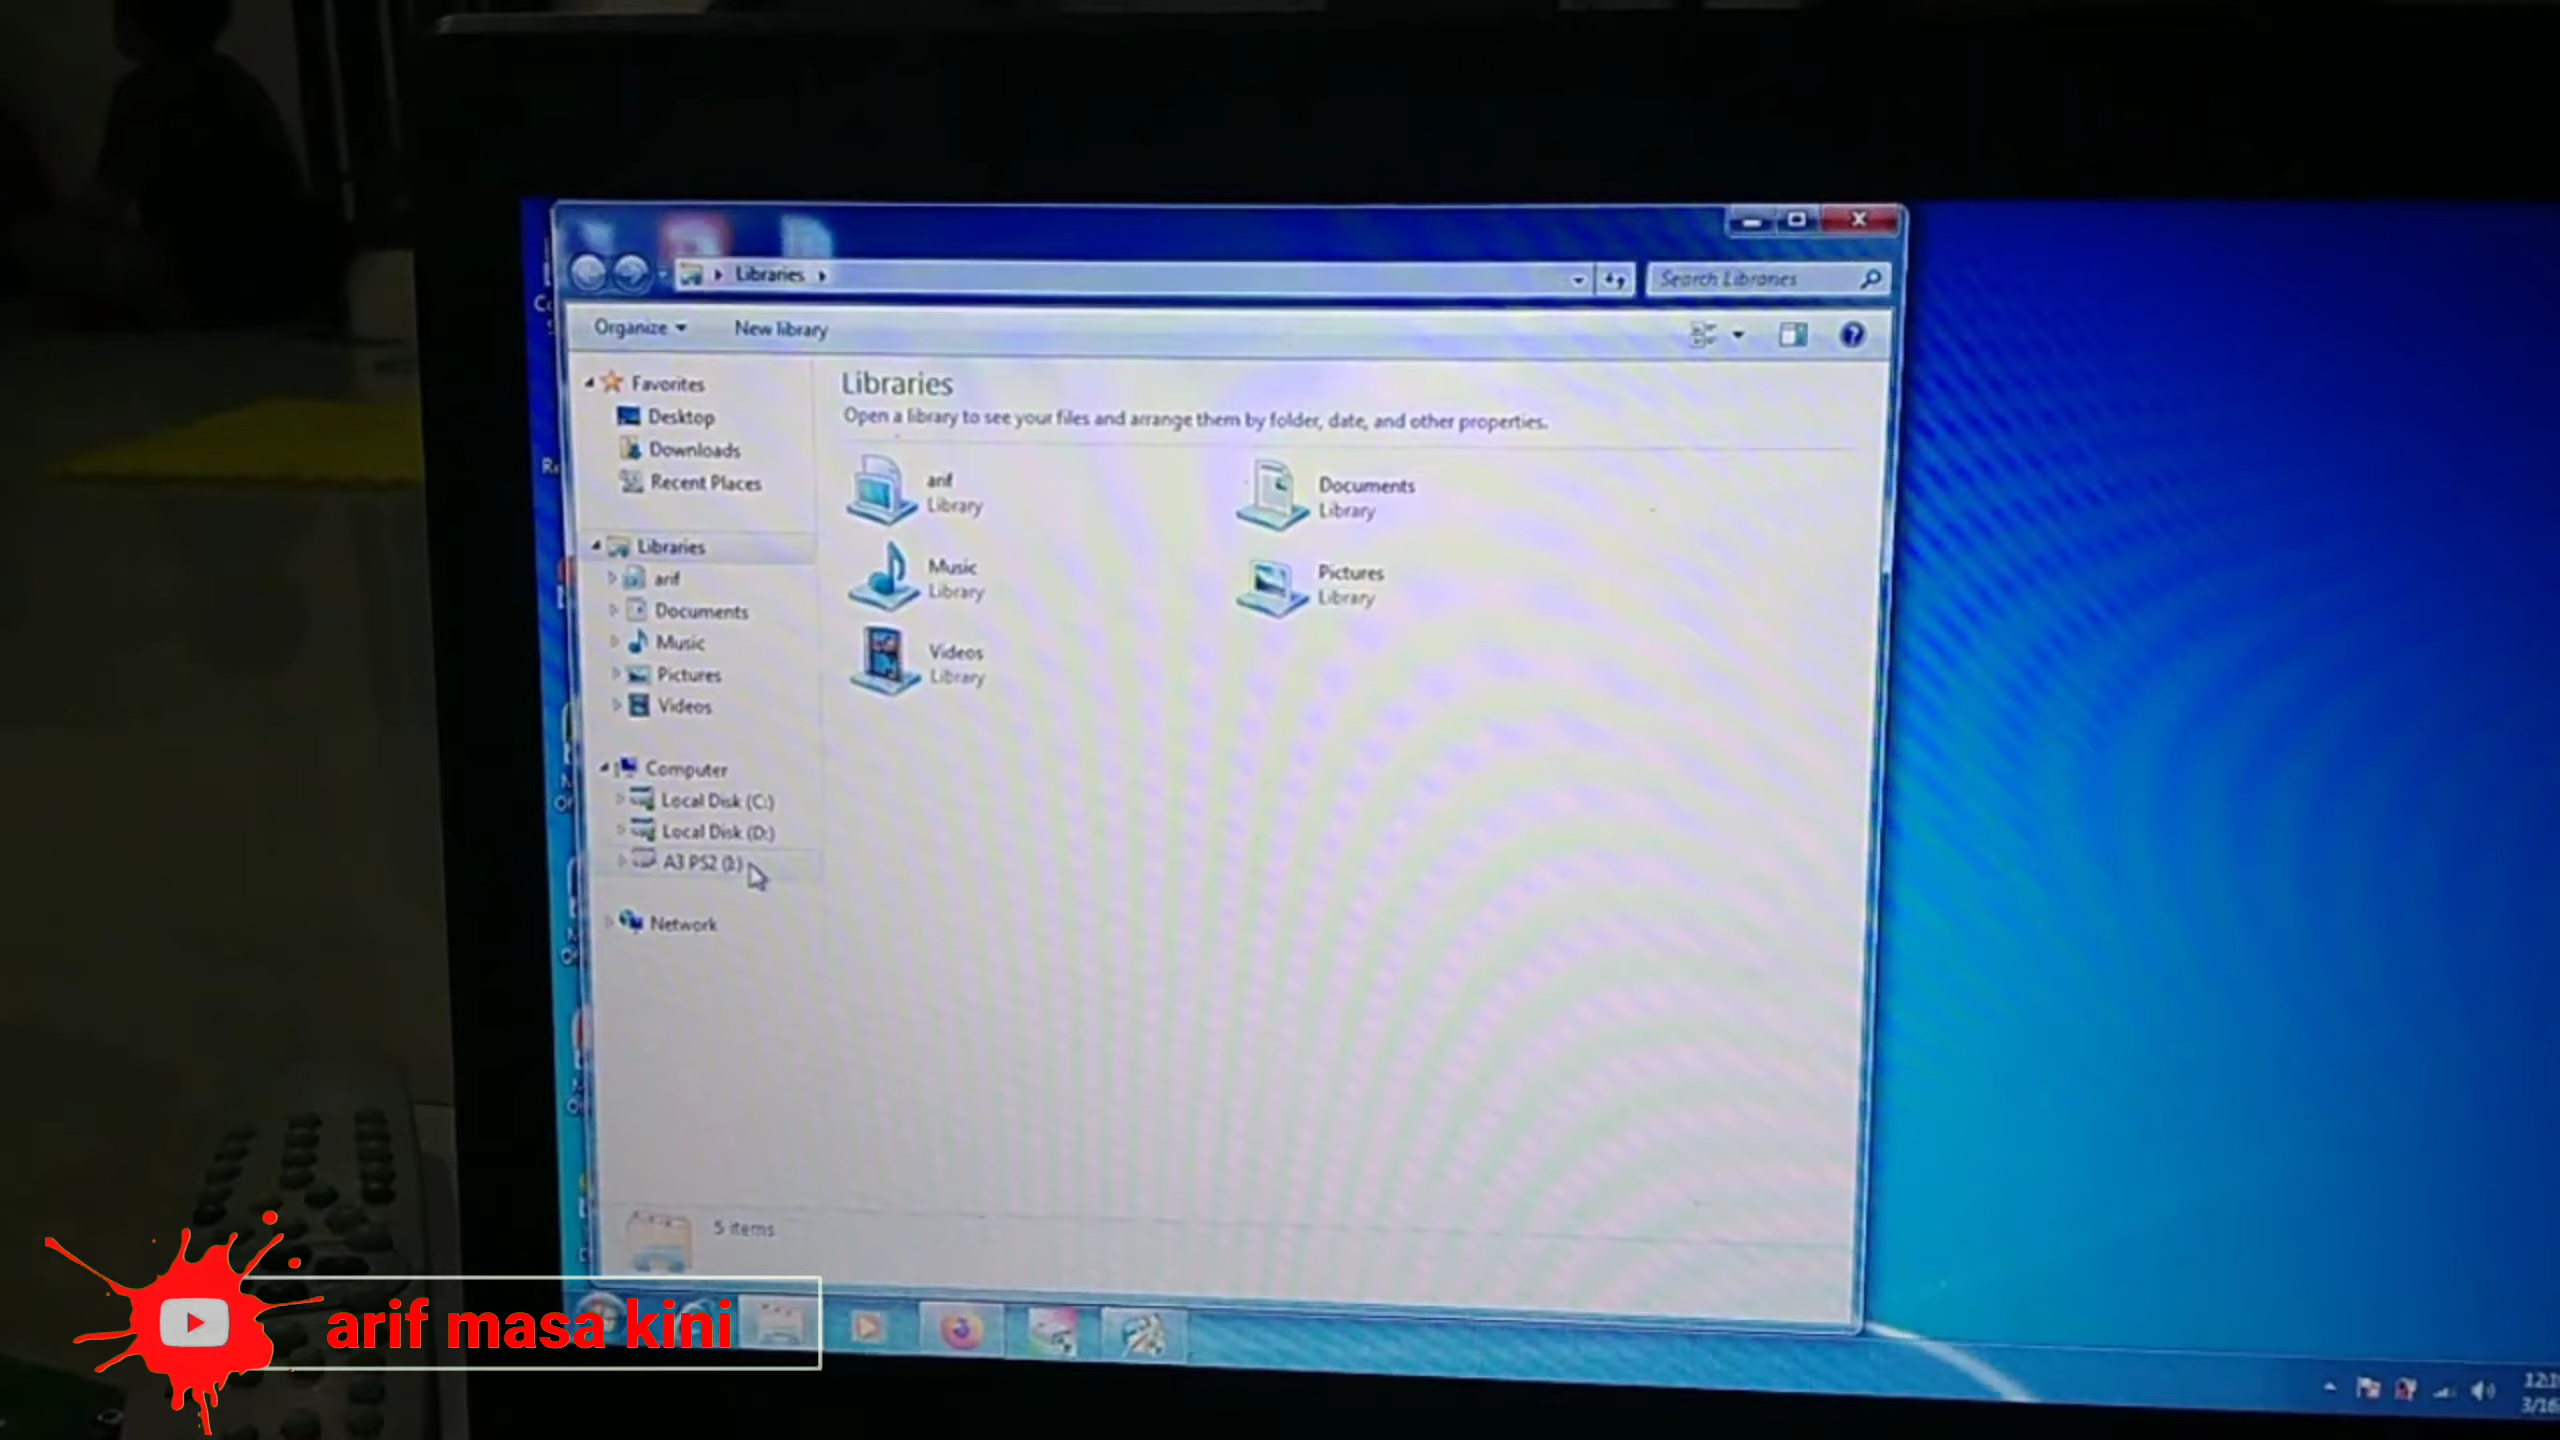 Libraries
Search Libraries
Organize
New library
Favorites
Desktop
Downloads
Recent Places
Libraries
arif
Documents
Music
Pictures
Videos
Computer
Local Disk (C:)
Local Disk (D:)
A3 PS2 (I:)
Network
Libraries
Open a library to see your files and arrange them by folder, date, and other properties.
arif
Library
Documents
Library
Music
Library
Pictures
Library
Videos
Library
5 items
arif masa kini